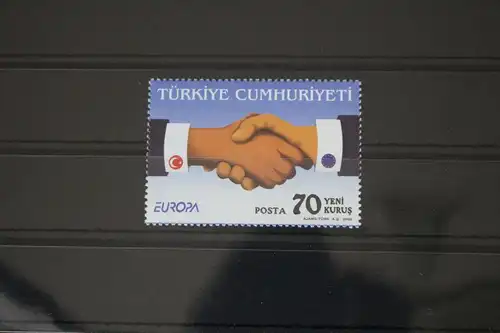 TÜRKİYE CUMHURİYETİ
EUROPA
POSTA 70 YENİ KURUŞ